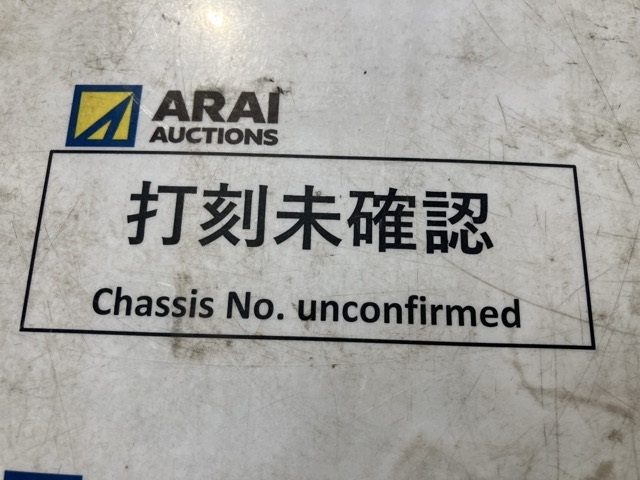 ARAI
AUCTIONS
打刻未確認
Chassis No. unconfirmed